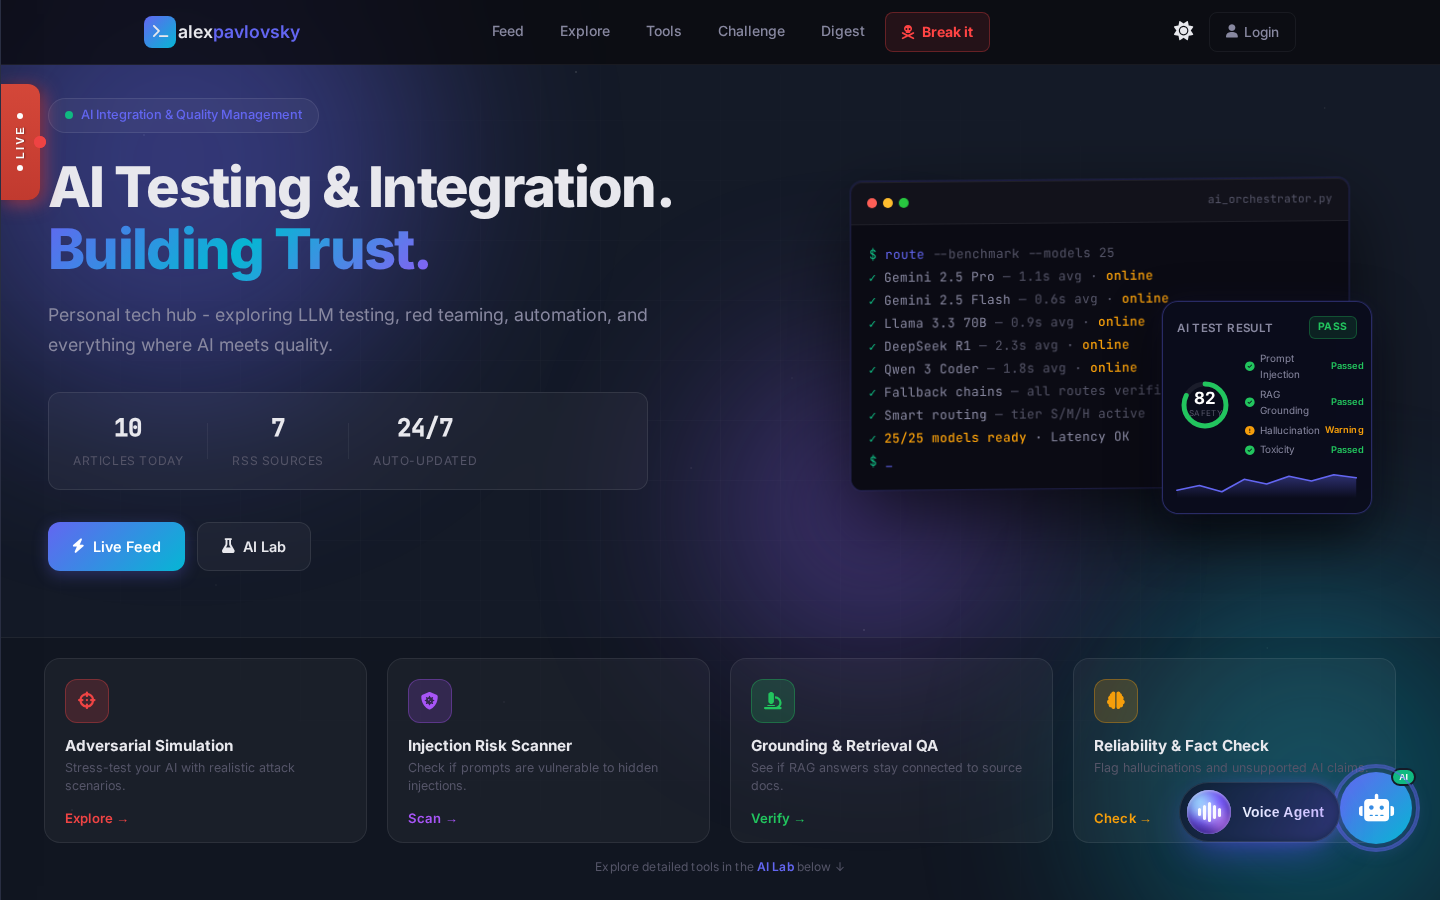 alexpavlovsky
Feed
Explore
Tools
Challenge
Digest
Break it
Login
LIVE
AI Integration & Quality Management
AI Testing & Integration.
Building Trust.
Personal tech hub - exploring LLM testing, red teaming, automation, and
everything where AI meets quality.
10
ARTICLES TODAY
7
RSS SOURCES
24/7
AUTO-UPDATED
Live Feed
AI Lab
ai_orchestrator.py
$ route --benchmark --models 25
✓ Gemini 2.5 Pro — 1.1s avg · online
✓ Gemini 2.5 Flash — 0.6s avg · online
✓ Llama 3.3 70B — 0.9s avg · online
✓ DeepSeek R1 — 2.3s avg · online
✓ Qwen 3 Coder — 1.8s avg · online
✓ Fallback chains — all routes verifi
✓ Smart routing — tier S/M/H active
✓ 25/25 models ready · Latency OK
$ _
AI TEST RESULT
PASS
82
SAFETY
Prompt
Injection
Passed
RAG
Grounding
Passed
Hallucination
Warning
Toxicity
Passed
Adversarial Simulation
Stress-test your AI with realistic attack
scenarios.
Explore →
Injection Risk Scanner
Check if prompts are vulnerable to hidden
injections.
Scan →
Grounding & Retrieval QA
See if RAG answers stay connected to source
docs.
Verify →
Reliability & Fact Check
Flag hallucinations and unsupported AI claims.
Check →
Voice Agent
AI
Explore detailed tools in the AI Lab below ↓